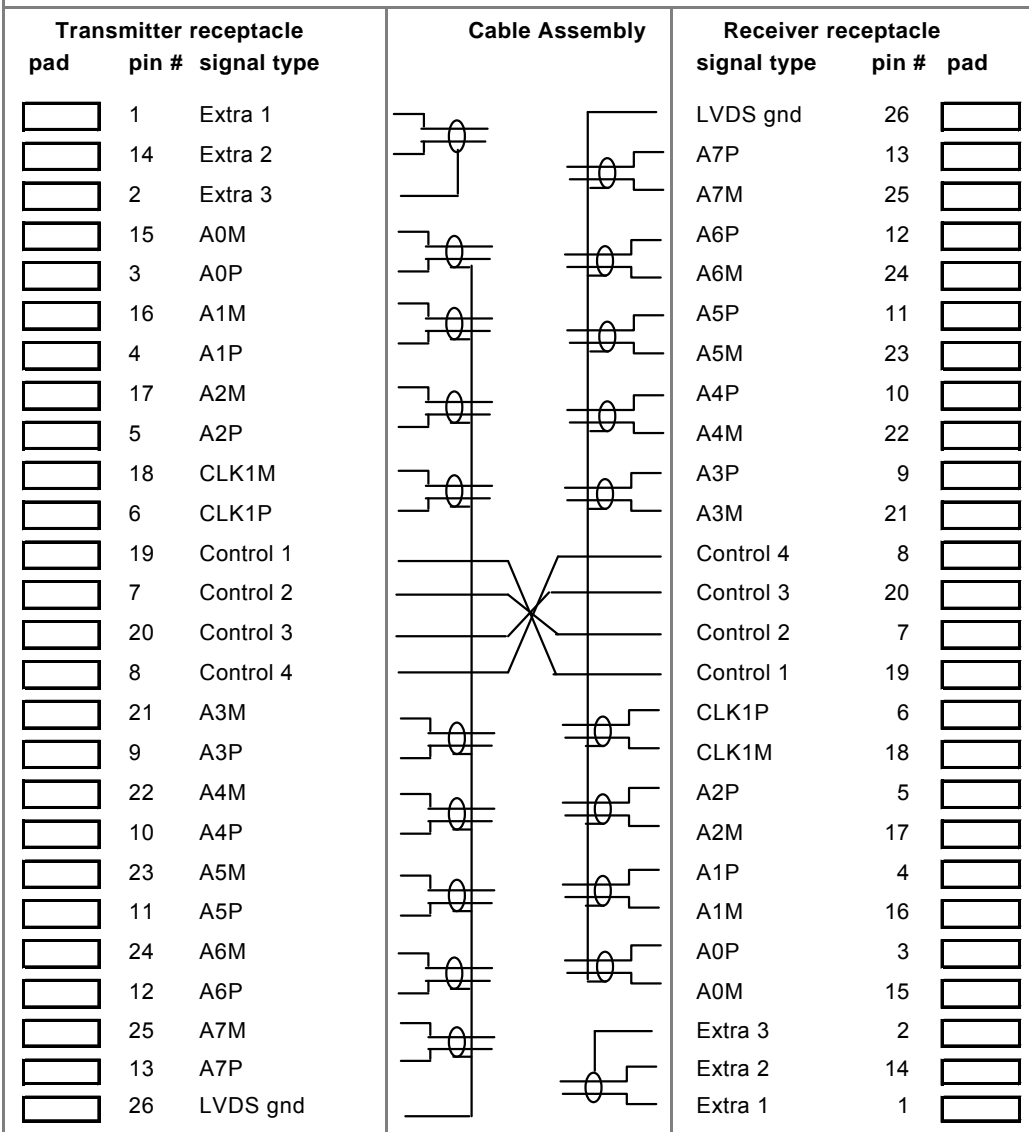 Transmitter receptacle Cable Assembly Receiver receptacle
pad pin # signal type signal type pin # pad
1 Extra 1 LVDS gnd 26
14 Extra 2 A7P 13
2 Extra 3 A7M 25
15 A0M A6P 12
3 A0P A6M 24
16 A1M A5P 11
4 A1P A5M 23
17 A2M A4P 10
5 A2P A4M 22
18 CLK1M A3P 9
6 CLK1P A3M 21
19 Control 1 Control 4 8
7 Control 2 Control 3 20
20 Control 3 Control 2 7
8 Control 4 Control 1 19
21 A3M CLK1P 6
9 A3P CLK1M 18
22 A4M A2P 5
10 A4P A2M 17
23 A5M A1P 4
11 A5P A1M 16
24 A6M A0P 3
12 A6P A0M 15
25 A7M Extra 3 2
13 A7P Extra 2 14
26 LVDS gnd Extra 1 1